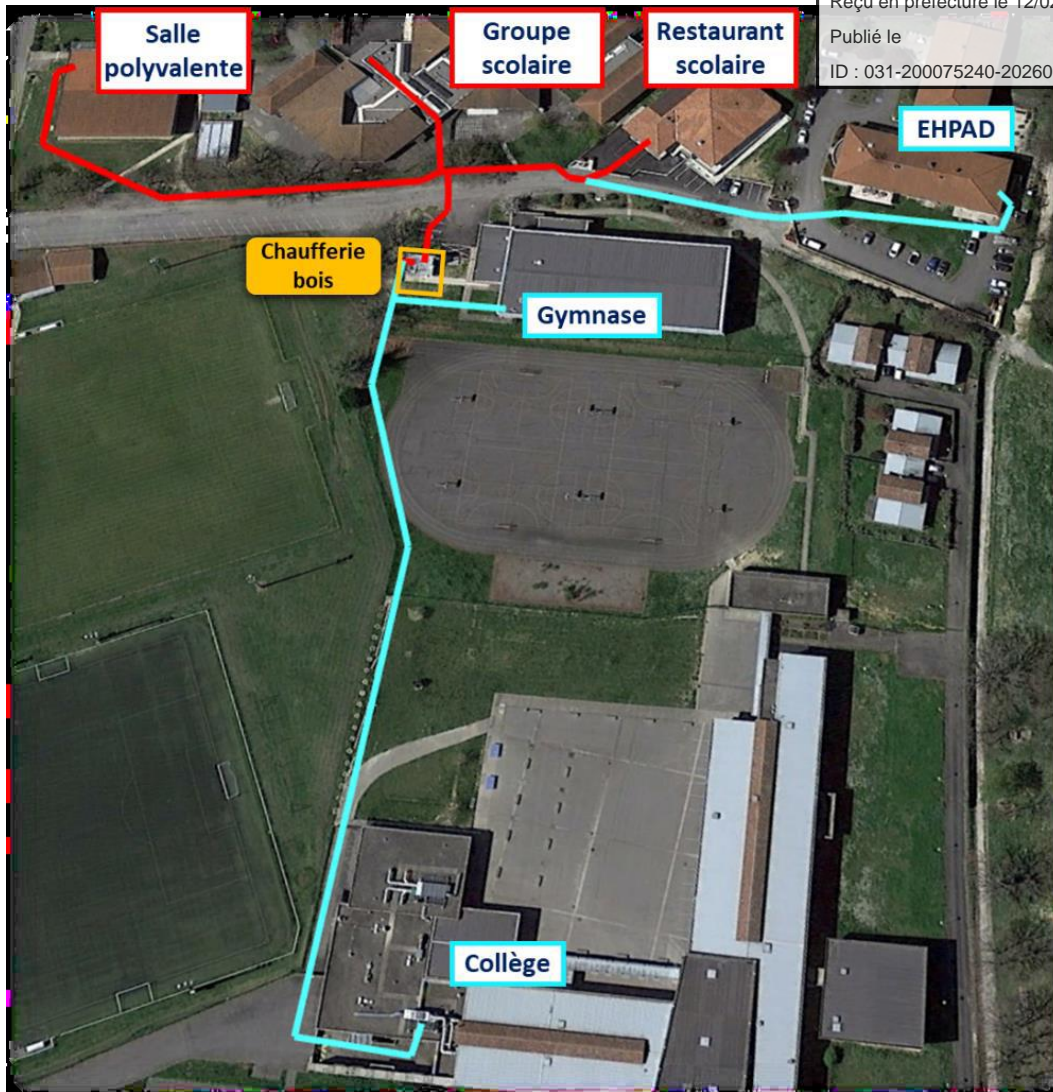 Reçu en préfecture le 12/02
Publié le
ID : 031-200075240-20260
Salle
polyvalente
Groupe
scolaire
Restaurant
scolaire
EHPAD
Chaufferie
bois
Gymnase
Collège